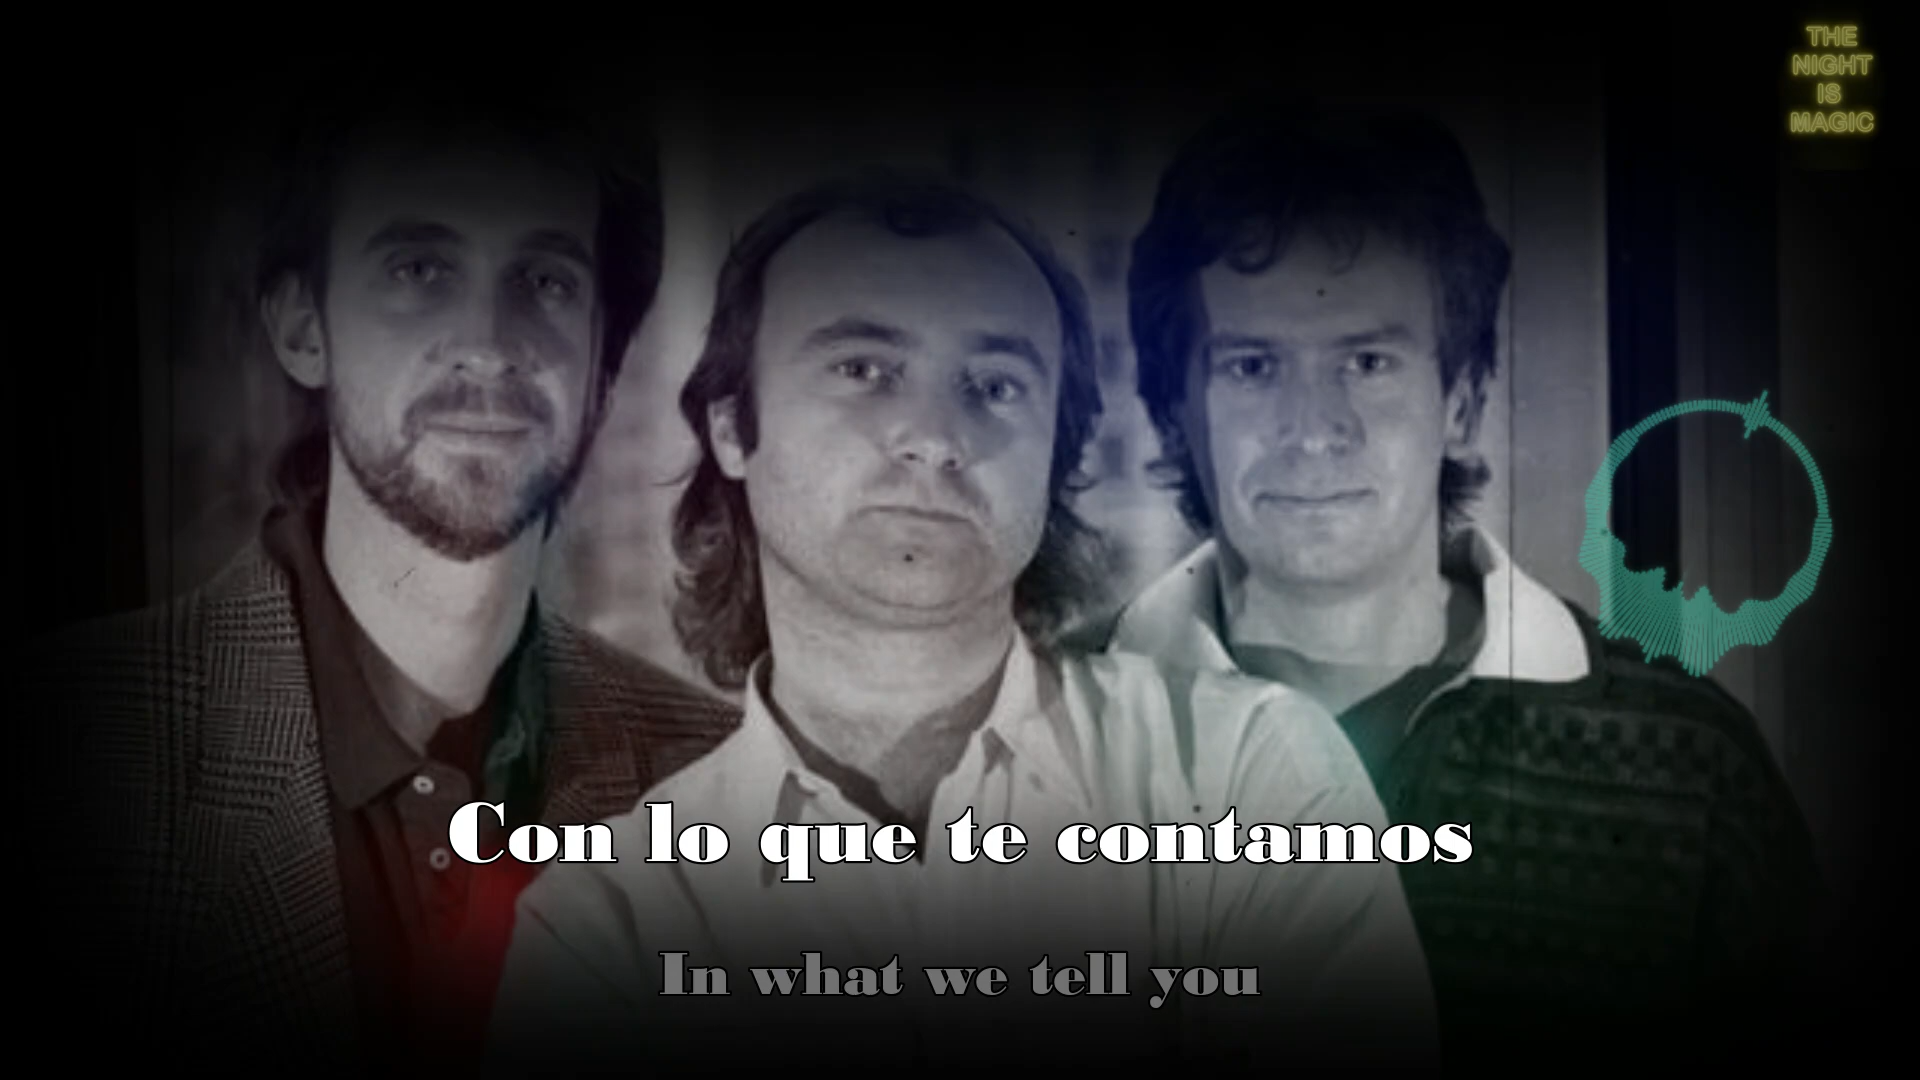 THE
NIGHT
IS
MAGIC
Con lo que te contamos
In what we tell you